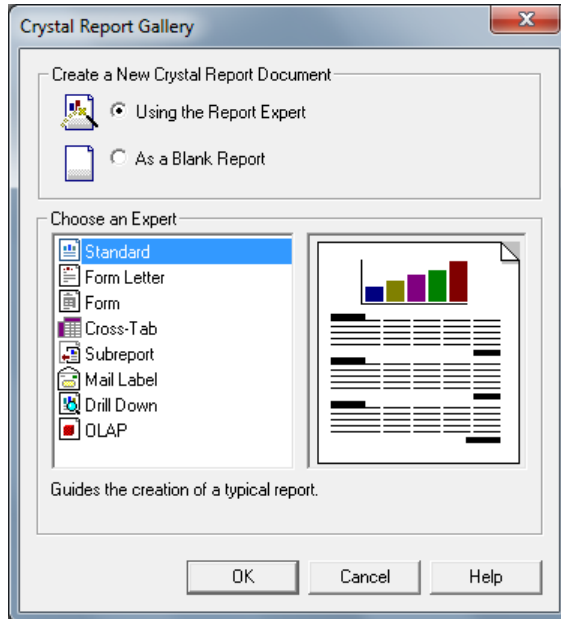 Crystal Report Gallery
Create a New Crystal Report Document
Using the Report Expert
As a Blank Report
Choose an Expert
Standard
Form Letter
Form
Cross-Tab
Subreport
Mail Label
Drill Down
OLAP
Guides the creation of a typical report.
OK Cancel Help